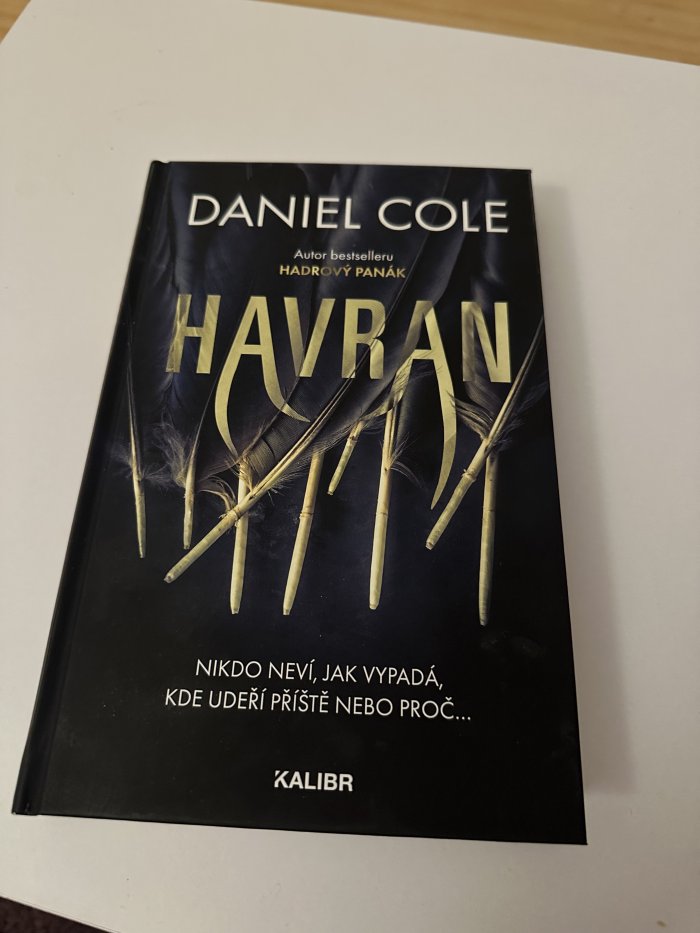 DANIEL COLE
Autor bestselleru
HADROVÝ PANÁK
HAVRAN
NIKDO NEVÍ, JAK VYPADÁ,
KDE UDEŘÍ PŘÍŠTĚ NEBO PROČ...
KALIBR